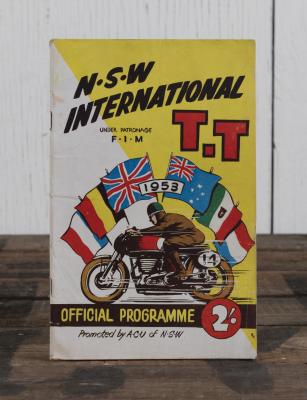 N·S·W
INTERNATIONAL
T.T
UNDER PATRONAGE
F·I·M
1953
14
OFFICIAL PROGRAMME
2/-
Promoted by A.C.U of N·S·W